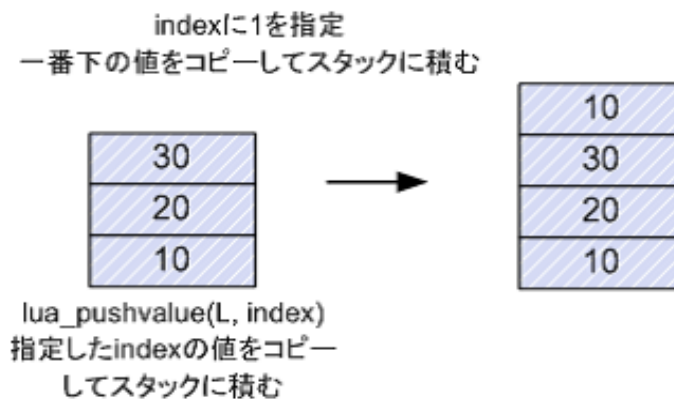 indexに1を指定
一番下の値をコピーしてスタックに積む
30
20
10
lua_pushvalue(L, index)
指定したindexの値をコピー
してスタックに積む
10
30
20
10